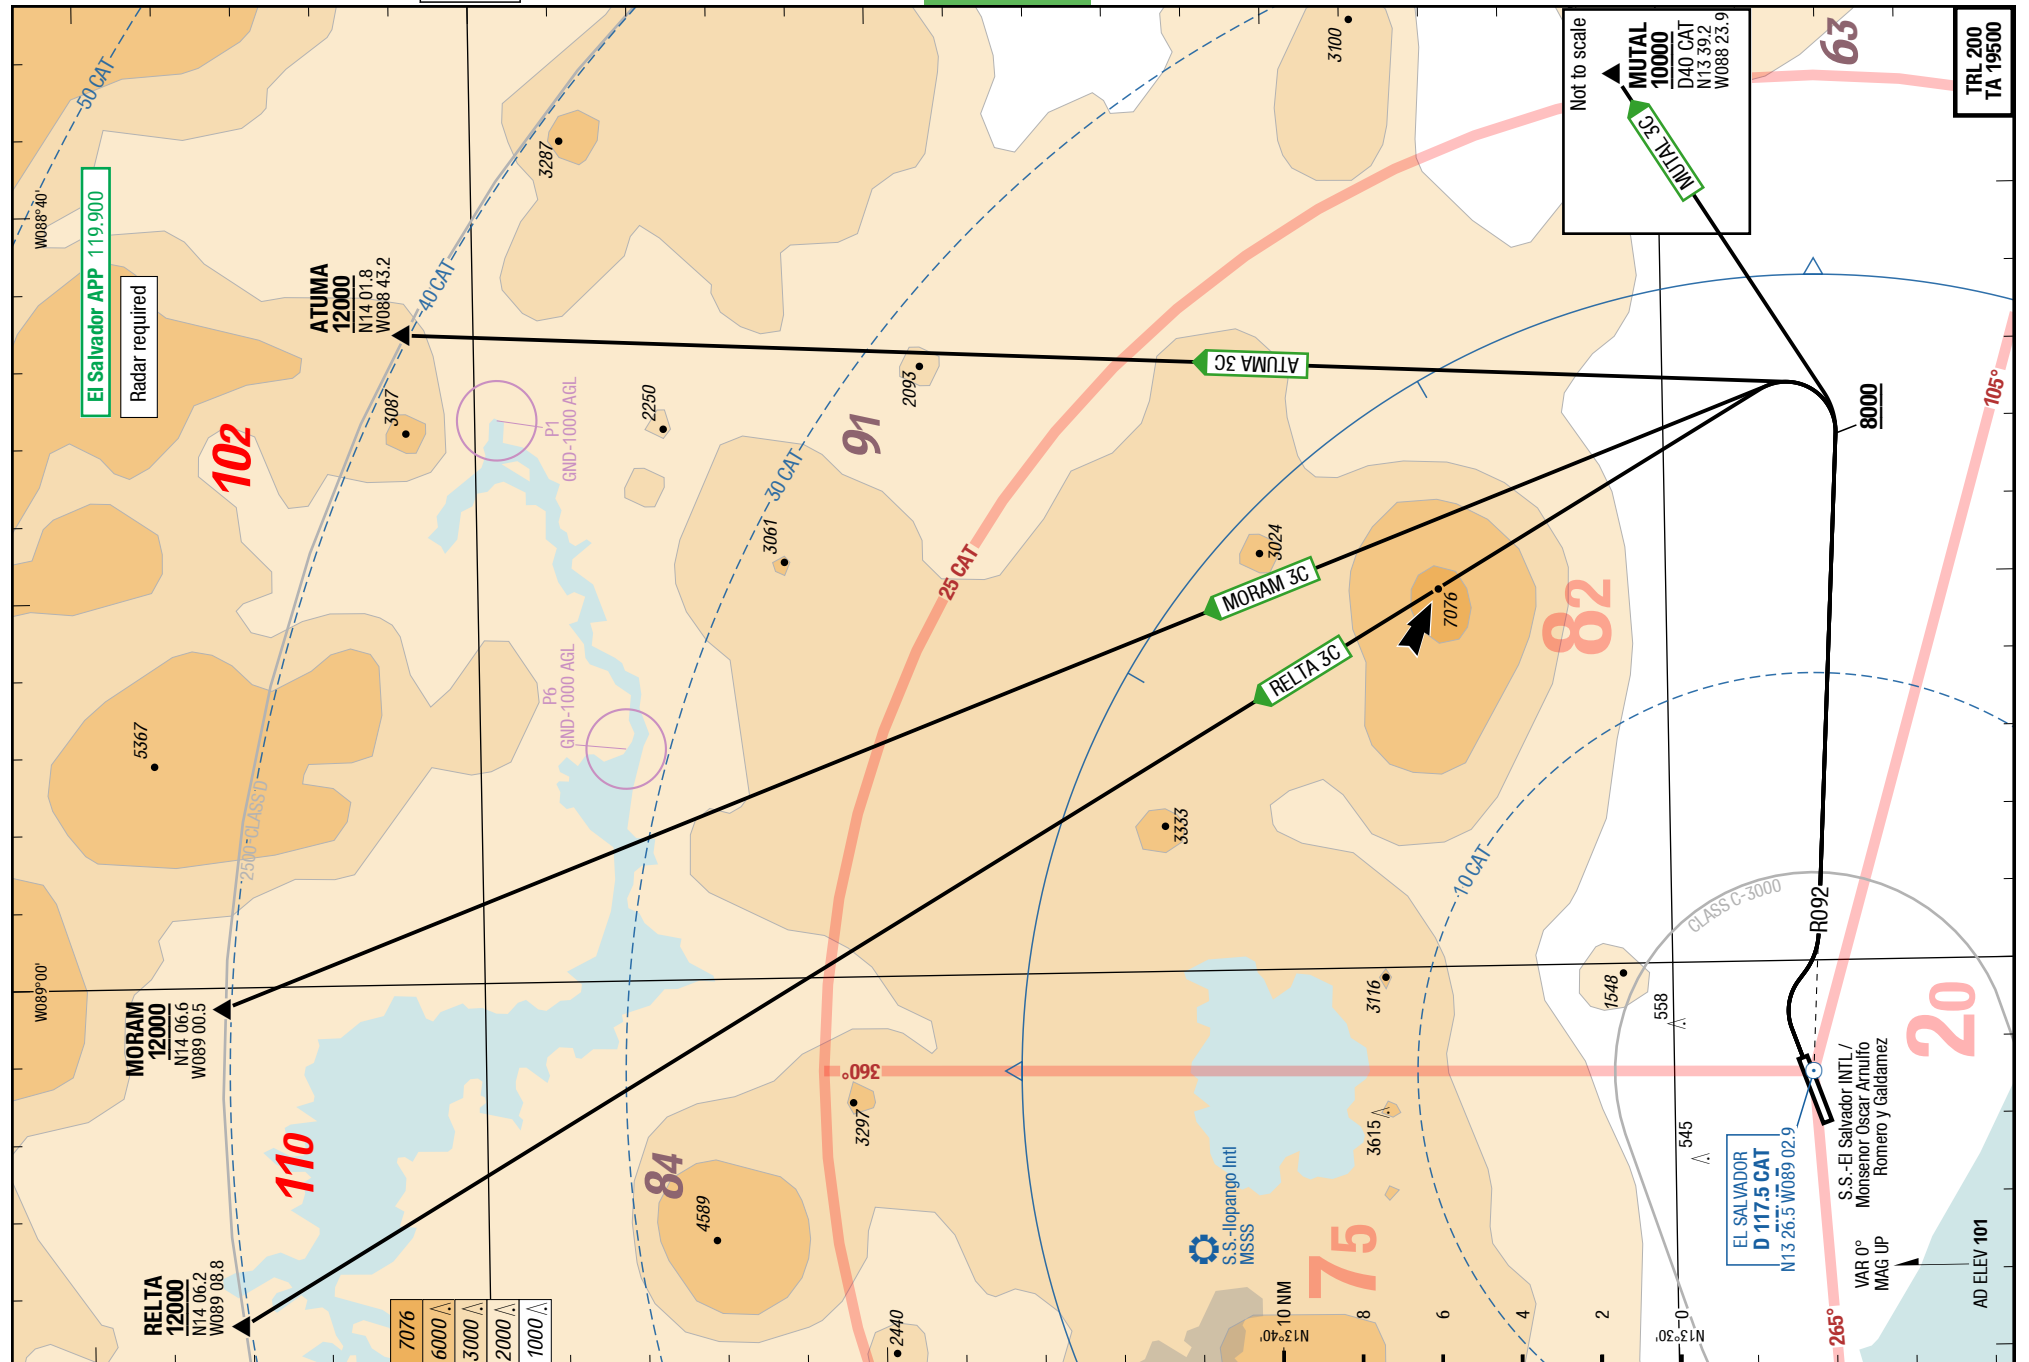 50 CAT
W088°40'
El Salvador APP 119.900
Radar required
102
ATUMA
12000
N14 01.8
W088 43.2
40 CAT
3287
3100
Not to scale
MUTAL
10000
D40 CAT
N13 39.2
W088 23.9
MUTAL 3C
63
TRL 200
TA 19500
3087
P1
GND-1000 AGL
2250
2093
91
ATUMA 3C
30 CAT
3061
25 CAT
3024
MORAM 3C
7076
RELTA 3C
82
8000
105°
5367
2500-CLASS D
P6
GND-1000 AGL
3333
10 CAT
CLASS C-3000
R092
W089°00'
MORAM
12000
N14 06.6
W089 00.5
110
360°
3297
84
4589
3116
3615
1548
558
545
20
S.S.-Ilopango Intl
MSSS
75
EL SALVADOR
D 117.5 CAT
N13 26.5 W089 02.9
S.S.-El Salvador INTL /
Monsenor Oscar Arnulfo
Romero y Galdamez
VAR 0°
MAG UP
AD ELEV 101
265°
RELTA
12000
N14 06.2
W089 08.8
7076
6000
3000
2000
1000
2440
N13°40'
10 NM
8
6
4
2
0
N13°30'